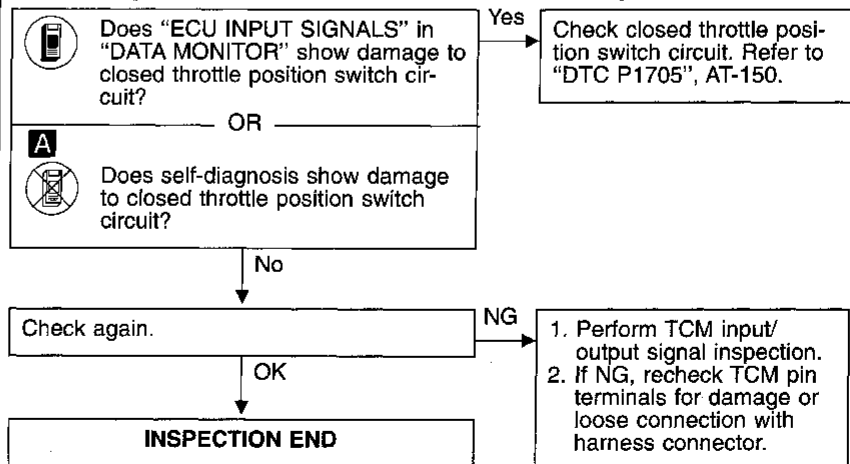 Does “ECU INPUT SIGNALS” in
“DATA MONITOR” show damage to
closed throttle position switch cir-
cuit?
Yes
Check closed throttle posi-
tion switch circuit. Refer to
“DTC P1705”, AT-150.
OR
A
Does self-diagnosis show damage
to closed throttle position switch
circuit?
No
Check again.
NG
1. Perform TCM input/
output signal inspection.
2. If NG, recheck TCM pin
terminals for damage or
loose connection with
harness connector.
OK
INSPECTION END